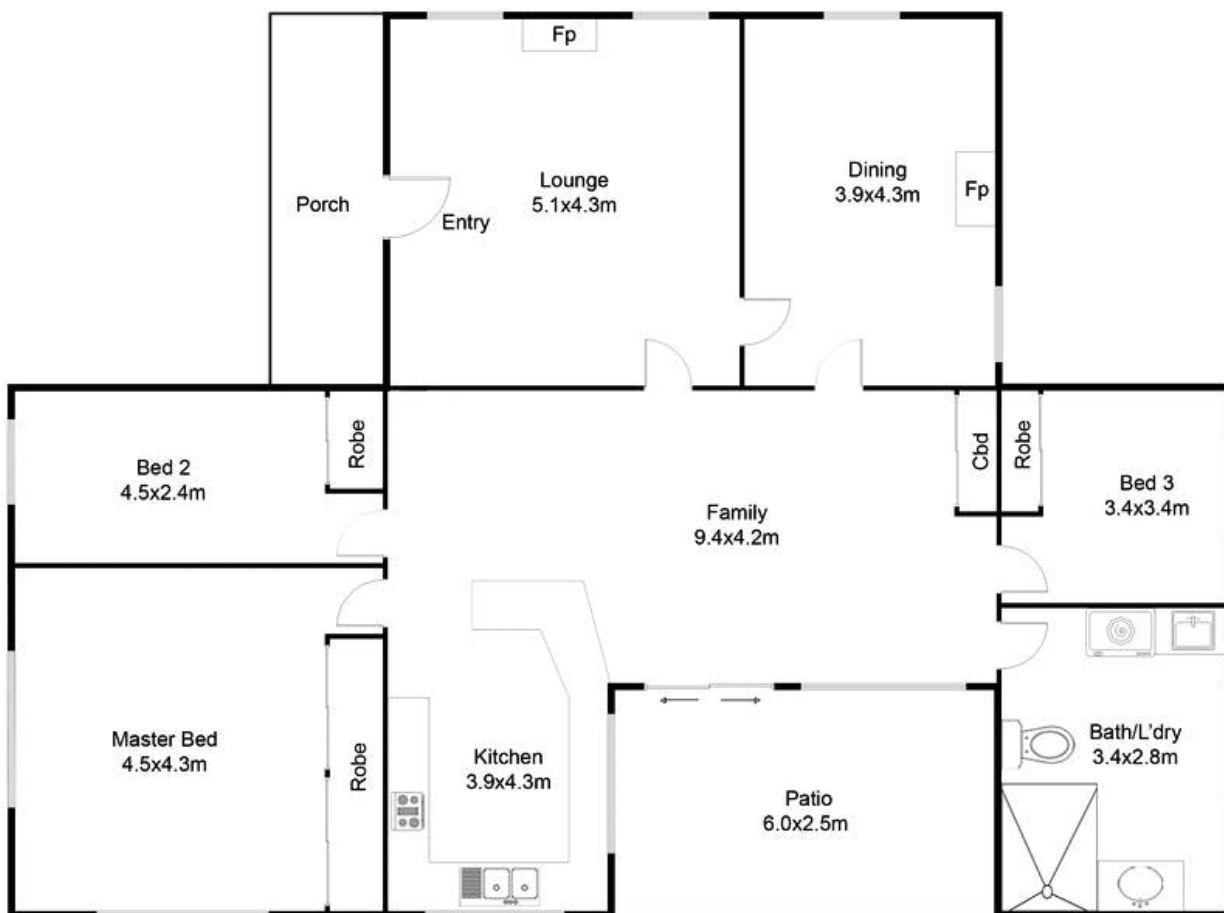 Fp
Lounge
5.1x4.3m
Dining
3.9x4.3m
Fp
Porch
Entry
Bed 2
4.5x2.4m
Robe
Family
9.4x4.2m
Cbd
Robe
Bed 3
3.4x3.4m
Master Bed
4.5x4.3m
Robe
Kitchen
3.9x4.3m
Patio
6.0x2.5m
Bath/L'dry
3.4x2.8m